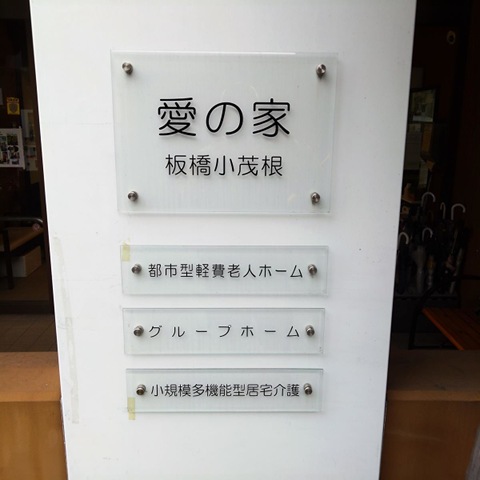 愛の家
板橋小茂根
都市型軽費老人ホーム
グループホーム
小規模多機能型居宅介護